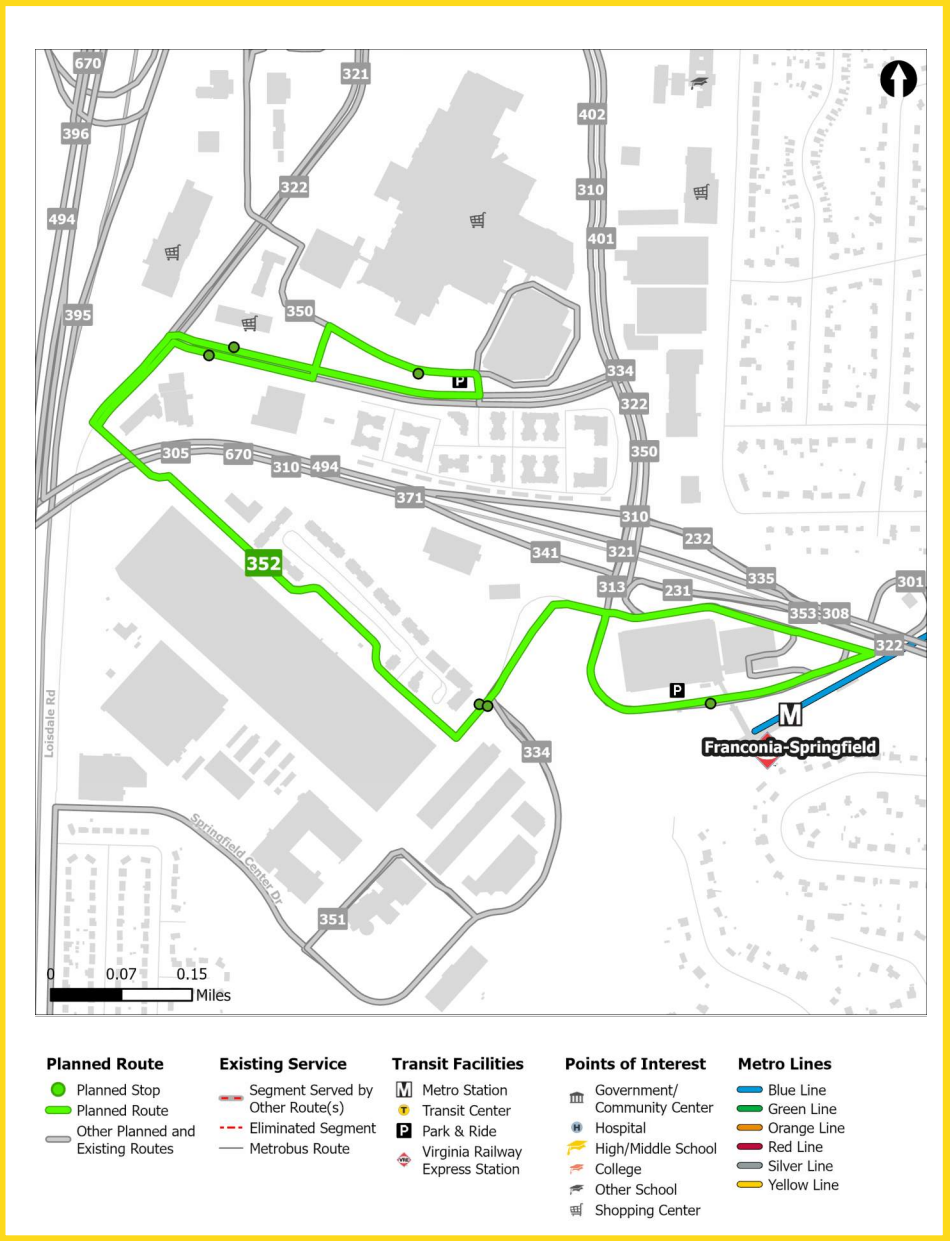 670
321
396
402
322
310
494
401
395
350
334
322
305
670
310
494
350
371
310
232
341
321
352
335
313
231
301
353
308
322
P
P
M
Franconia-Springfield
Loisdale Rd
334
Springfield Center Dr
351
0 0.07 0.15
Miles
Planned Route
Planned Stop
Planned Route
Other Planned and
Existing Routes
Existing Service
Segment Served by
Other Route(s)
Eliminated Segment
Metrobus Route
Transit Facilities
M Metro Station
T Transit Center
P Park & Ride
VRE Virginia Railway
Express Station
Points of Interest
Government/
Community Center
H Hospital
High/Middle School
College
Other School
Shopping Center
Metro Lines
Blue Line
Green Line
Orange Line
Red Line
Silver Line
Yellow Line